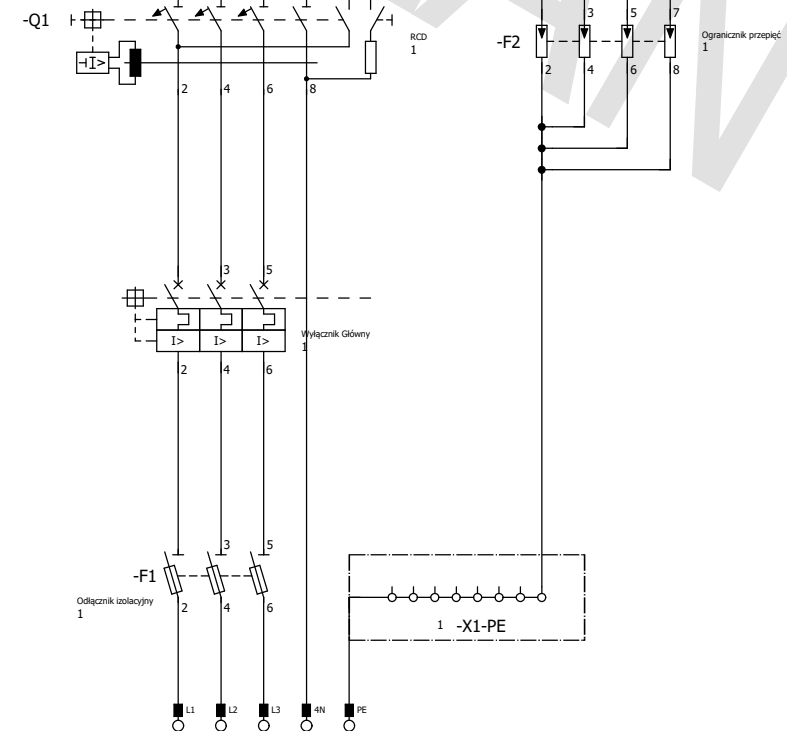 -Q1
RCD
1
I>
2
4
6
8
-F2
3
5
7
Ogranicznik przepięć
1
2
4
6
8
3
5
Wyłącznik Główny
1
I>
I>
I>
2
4
6
-F1
3
5
Odłącznik izolacyjny
1
2
4
6
1 -X1-PE
L1
L2
L3
4N
PE